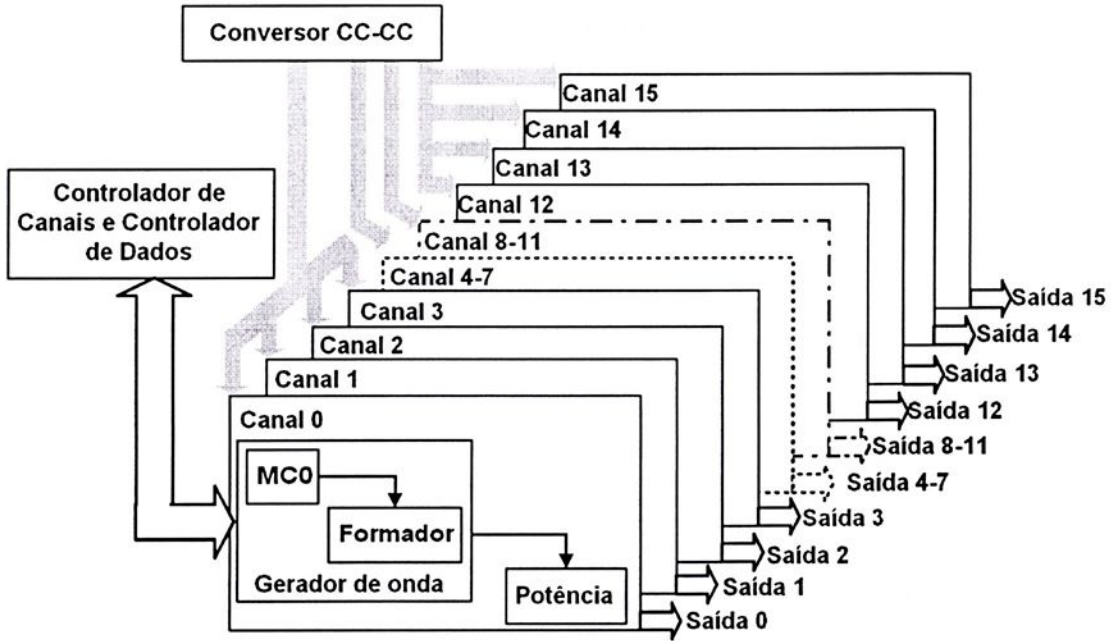 Conversor CC-CC
Controlador de
Canais e Controlador
de Dados
Canal 15
Canal 14
Canal 13
Canal 12
Canal 8-11
Canal 4-7
Canal 3
Canal 2
Canal 1
Canal 0
MC0
Formador
Gerador de onda
Potência
Saída 15
Saída 14
Saída 13
Saída 12
Saída 8-11
Saída 4-7
Saída 3
Saída 2
Saída 1
Saída 0